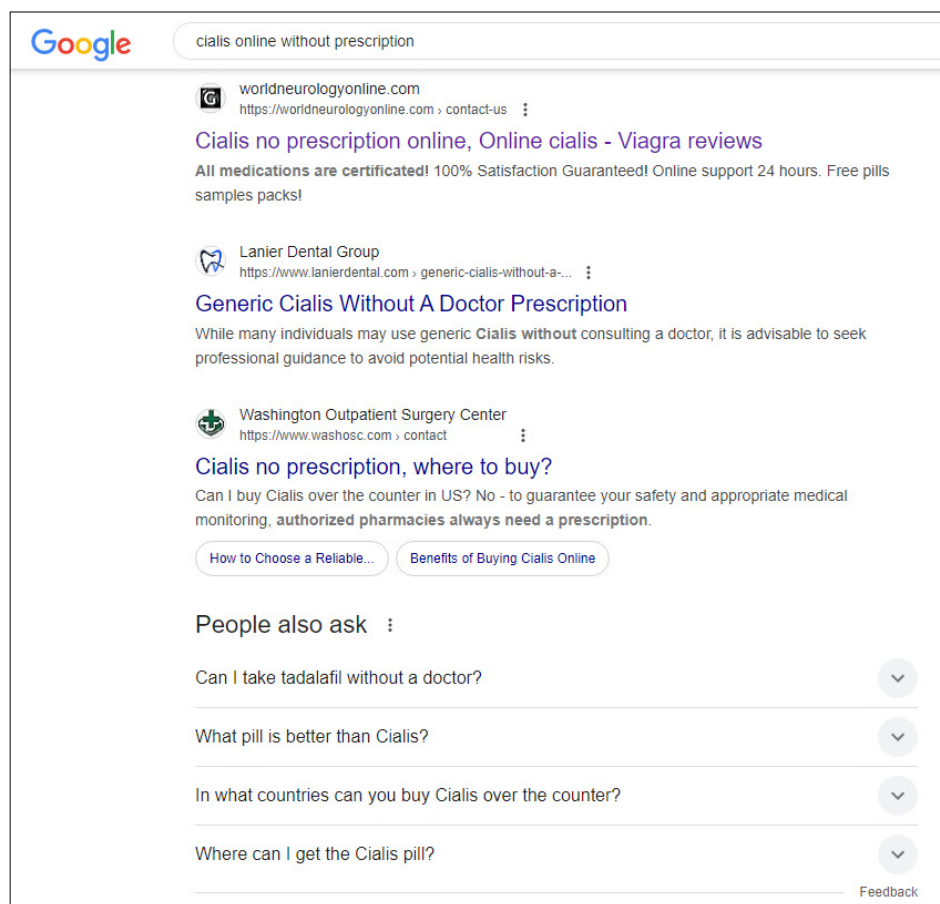 Google
cialis online without prescription
worldneurologyonline.com
https://worldneurologyonline.com › contact-us
Cialis no prescription online, Online cialis - Viagra reviews
All medications are certificated! 100% Satisfaction Guaranteed! Online support 24 hours. Free pills
samples packs!
Lanier Dental Group
https://www.lanierdental.com › generic-cialis-without-a-...
Generic Cialis Without A Doctor Prescription
While many individuals may use generic Cialis without consulting a doctor, it is advisable to seek
professional guidance to avoid potential health risks.
Washington Outpatient Surgery Center
https://www.washosc.com › contact
Cialis no prescription, where to buy?
Can I buy Cialis over the counter in US? No - to guarantee your safety and appropriate medical
monitoring, authorized pharmacies always need a prescription.
How to Choose a Reliable... Benefits of Buying Cialis Online
People also ask
Can I take tadalafil without a doctor?
What pill is better than Cialis?
In what countries can you buy Cialis over the counter?
Where can I get the Cialis pill?
Feedback